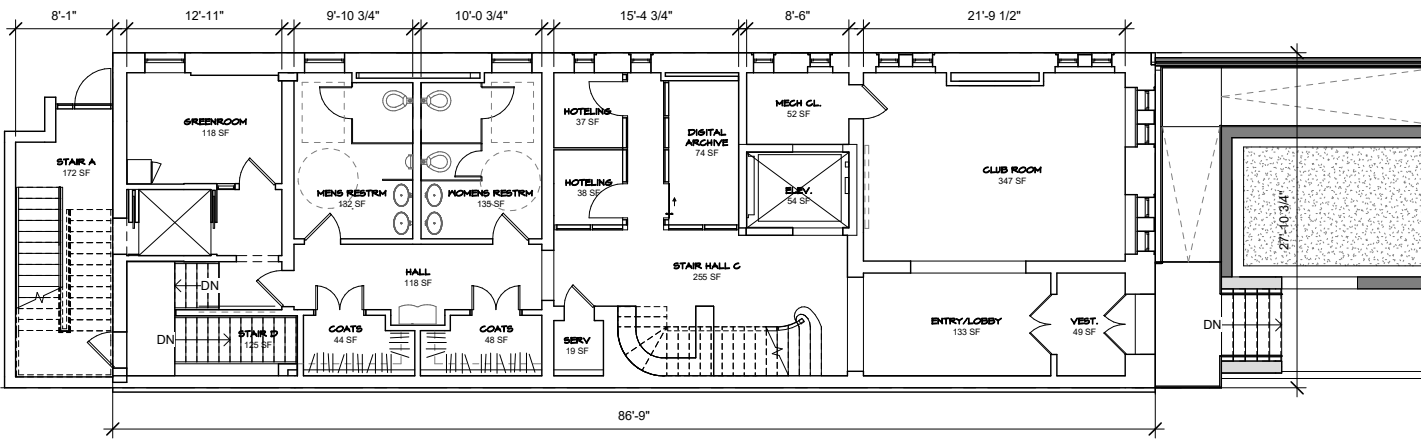 8'-1"
12'-11"
9'-10 3/4"
10'-0 3/4"
15'-4 3/4"
8'-6"
21'-9 1/2"
GREENROOM
118 SF
STAIR A
172 SF
MENS RESTRM
132 SF
WOMENS RESTRM
135 SF
HOTELING
37 SF
HOTELING
38 SF
DIGITAL
ARCHIVE
74 SF
MECH CL.
52 SF
ELEV.
54 SF
CLUB ROOM
347 SF
27'-10 3/4"
HALL
118 SF
STAIR HALL C
255 SF
DN
DN
STAIR D
125 SF
COATS
44 SF
COATS
48 SF
SERV
19 SF
ENTRY/LOBBY
133 SF
VEST.
49 SF
DN
86'-9"